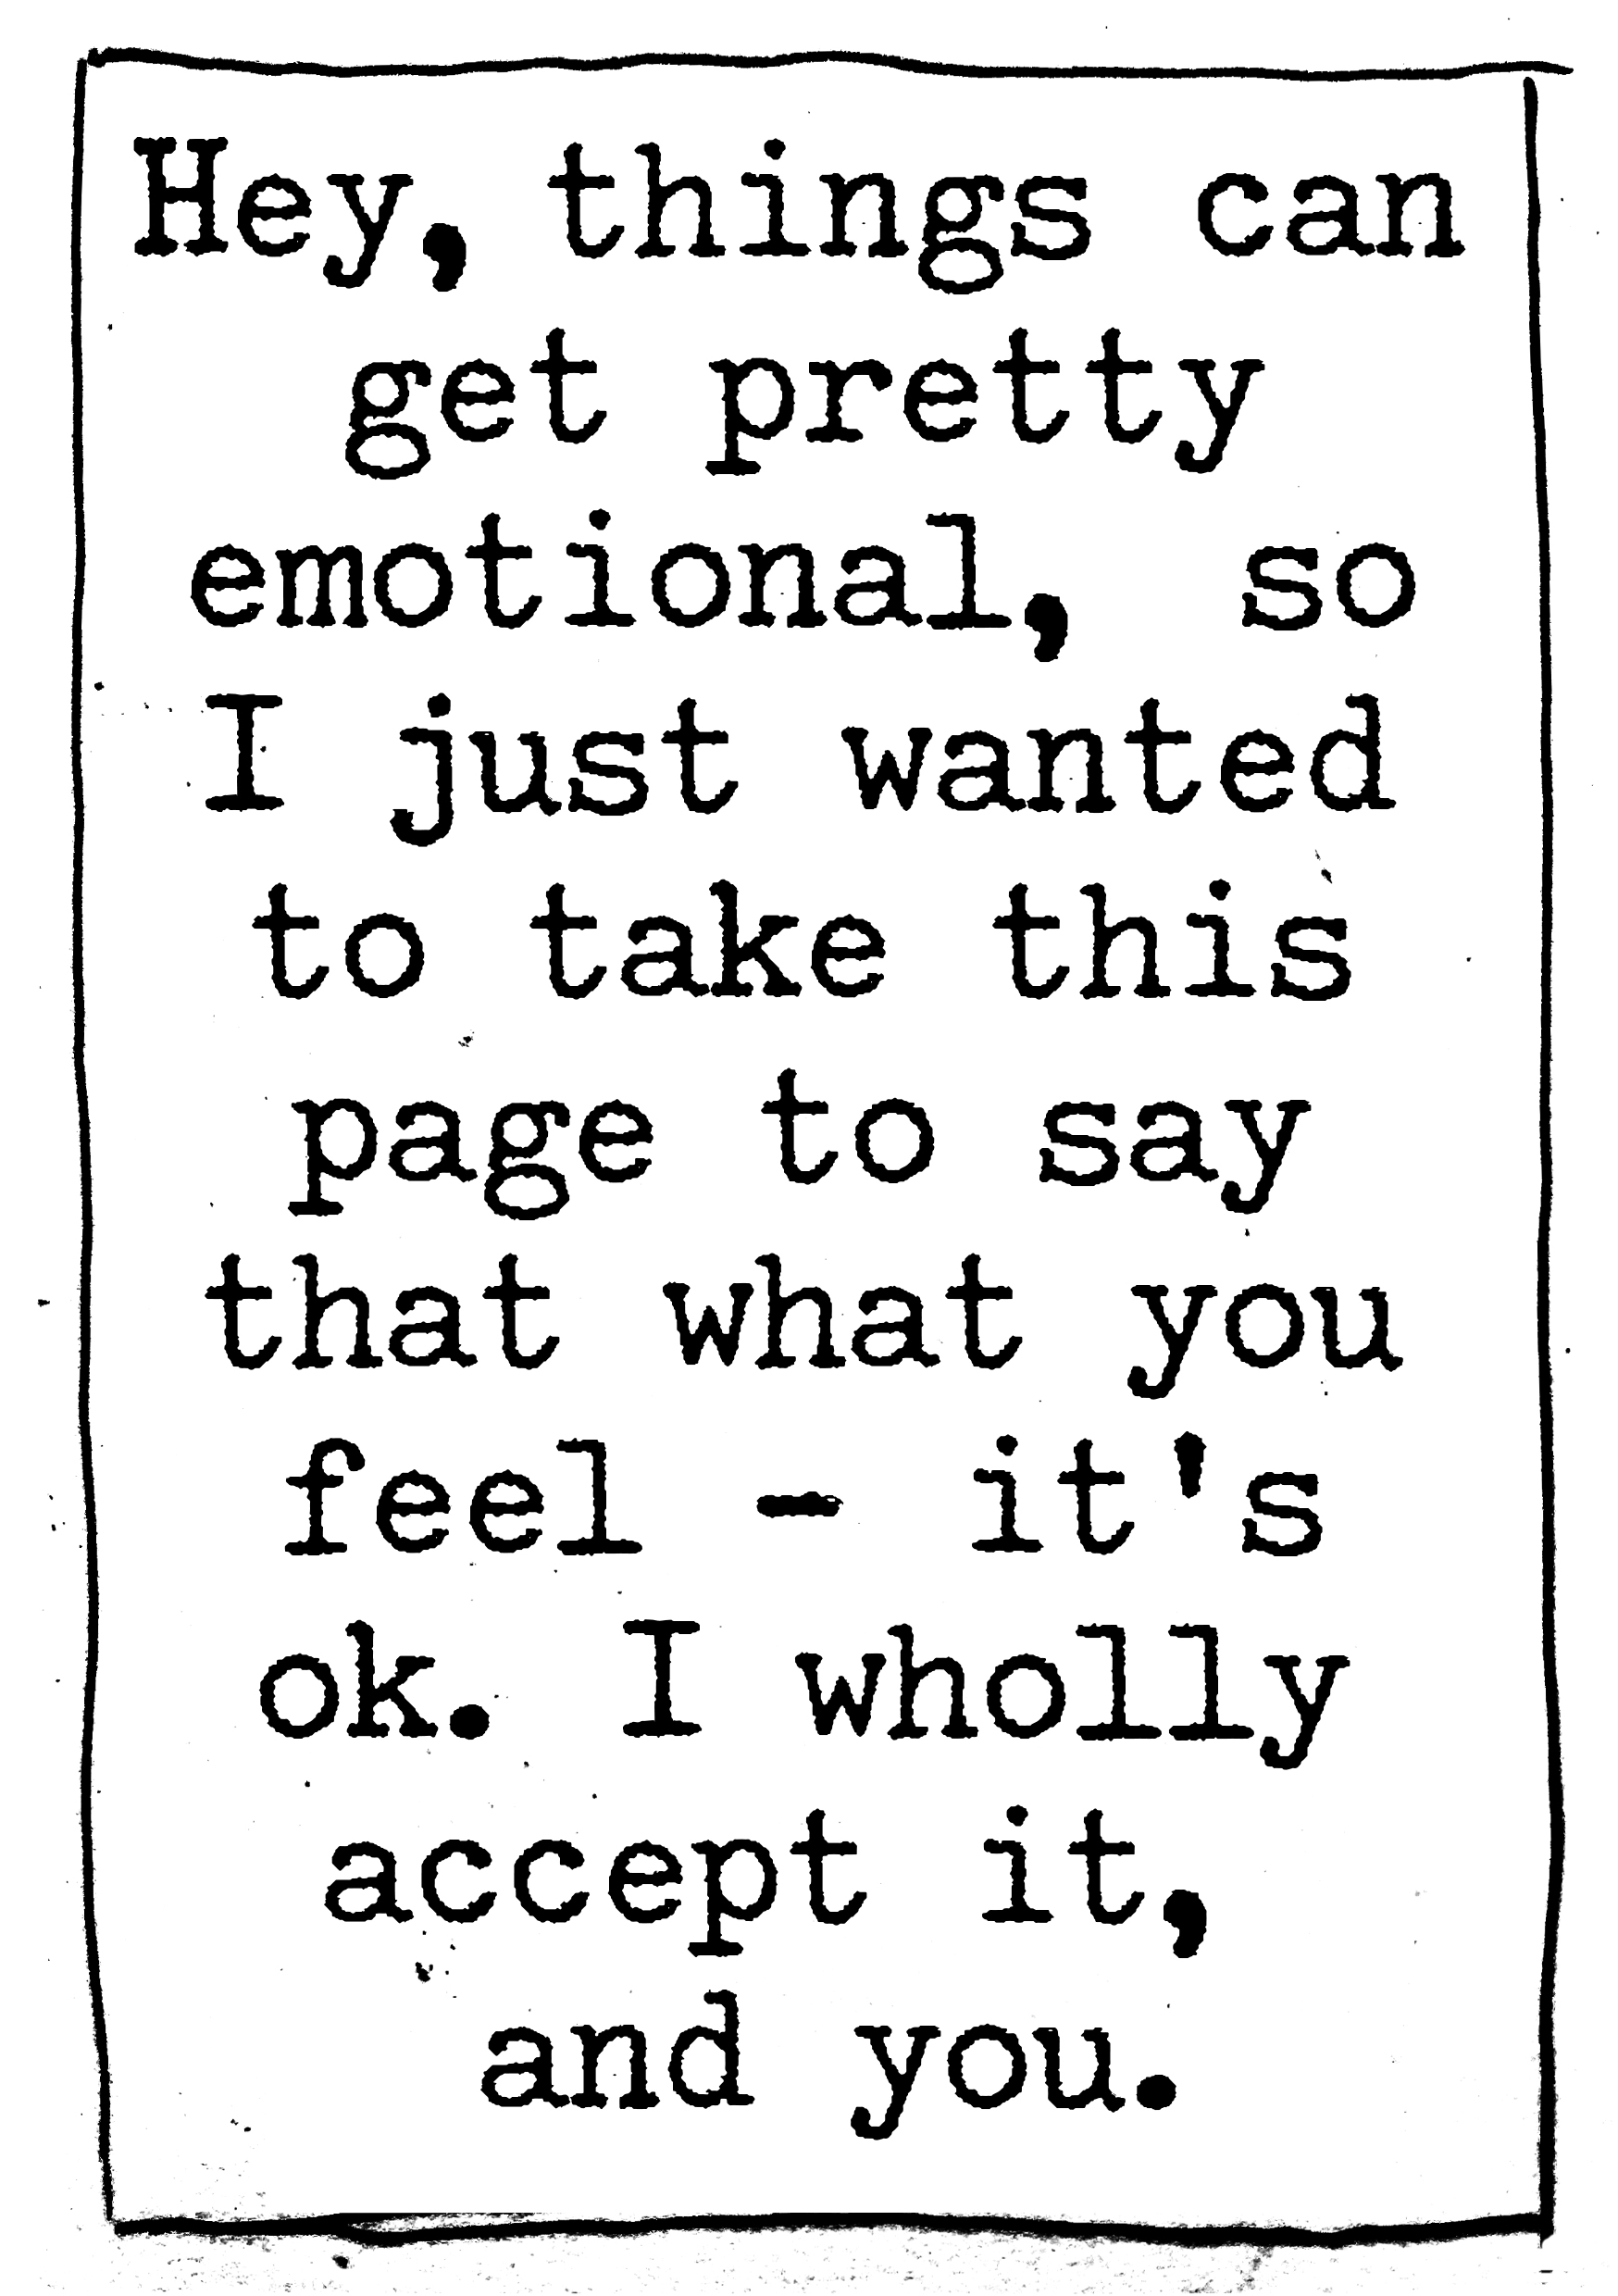 Hey, things can
get pretty
emotional, so
I just wanted
to take this
page to say
that what you
feel - it's
ok. I wholly
accept it,
and you.